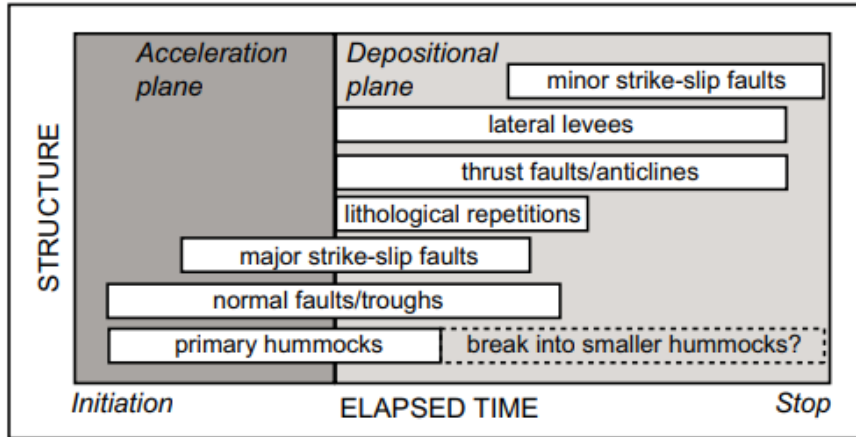 Acceleration
plane
Depositional
plane
minor strike-slip faults
lateral levees
thrust faults/anticlines
lithological repetitions
major strike-slip faults
normal faults/troughs
primary hummocks
break into smaller hummocks?
STRUCTURE
Initiation
ELAPSED TIME
Stop